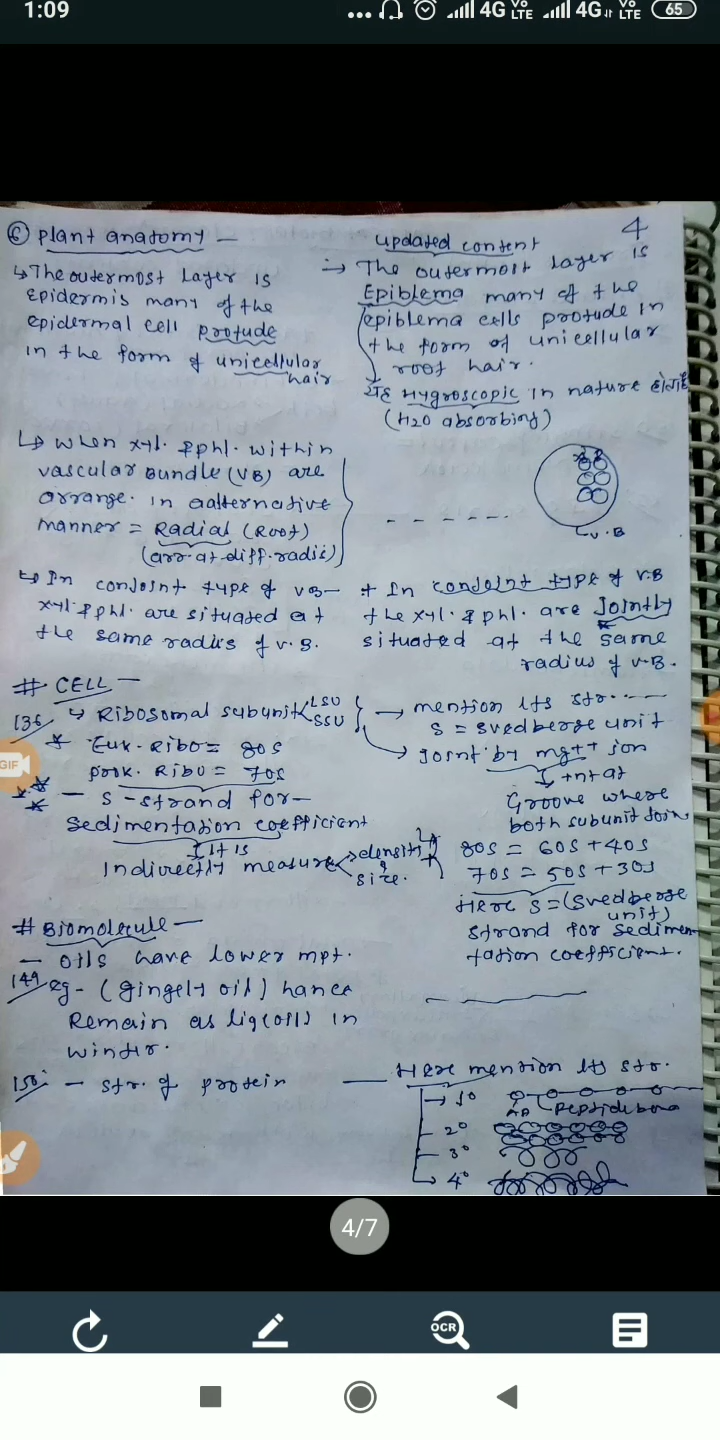 1:09
4G VoLTE 4G VoLTE 65
4
⑥ Plant anatomy —
↳ The outermost Layer is
Epidermis many of the
epidermal cell protude
in the form of unicellular
hair
updated content
→ The outermost layer is
Epiblema many of the
epiblema cells protude in
the form of unicellular
root hair.
यह Hygroscopic in nature होता है
(H2O absorbing)
↳ when xyl. & phl. within
vascular Bundle (VB) are
arrange. in aalternative
manner = Radial (Root)
(arr. at diff. radii)
- - - - - -
V.B
↳ In conjoint type of VB—
xyl & phl. are situated at
the same radius of V.B.
+ In conjoint type of V.B
the xyl. & phl. are Jointly
situated at the same
radius of V.B.
# CELL —
136 ↳ Ribosomal subunit LSU
SSU
* Euk. Ribo = 80s
prok. Ribo = 70s
— S-strand for—
Sedimentation coefficient
It is
Indirectly measure density
& size.
→ mention its str. - - - -
S = svedberge unit
→ Joint by mg++ ion
Groove where
both subunit Join
80s = 60s + 40s
70s = 50s + 30s
Here S = (Svedberge
unit)
strand for sedimen-
tation coefficient.
# Biomolecule —
— Oils have lower mpt.
149 eg - (gingely oil) hance
Remain as liq(oil) in
winter.
150 — str. of protein
— Here mention its str.
→ 1°
AA Peptide bond
2°
3°
4°
GIF
4/7
OCR